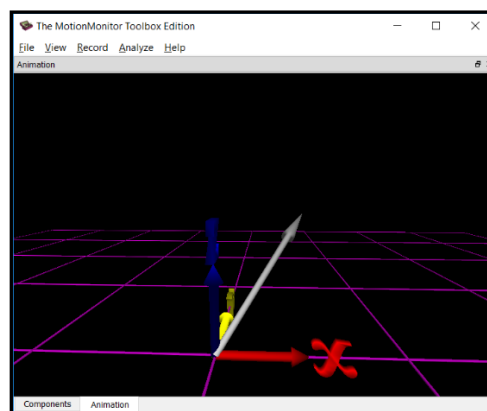 The MotionMonitor Toolbox Edition
File View Record Analyze Help
Animation
X
Components Animation